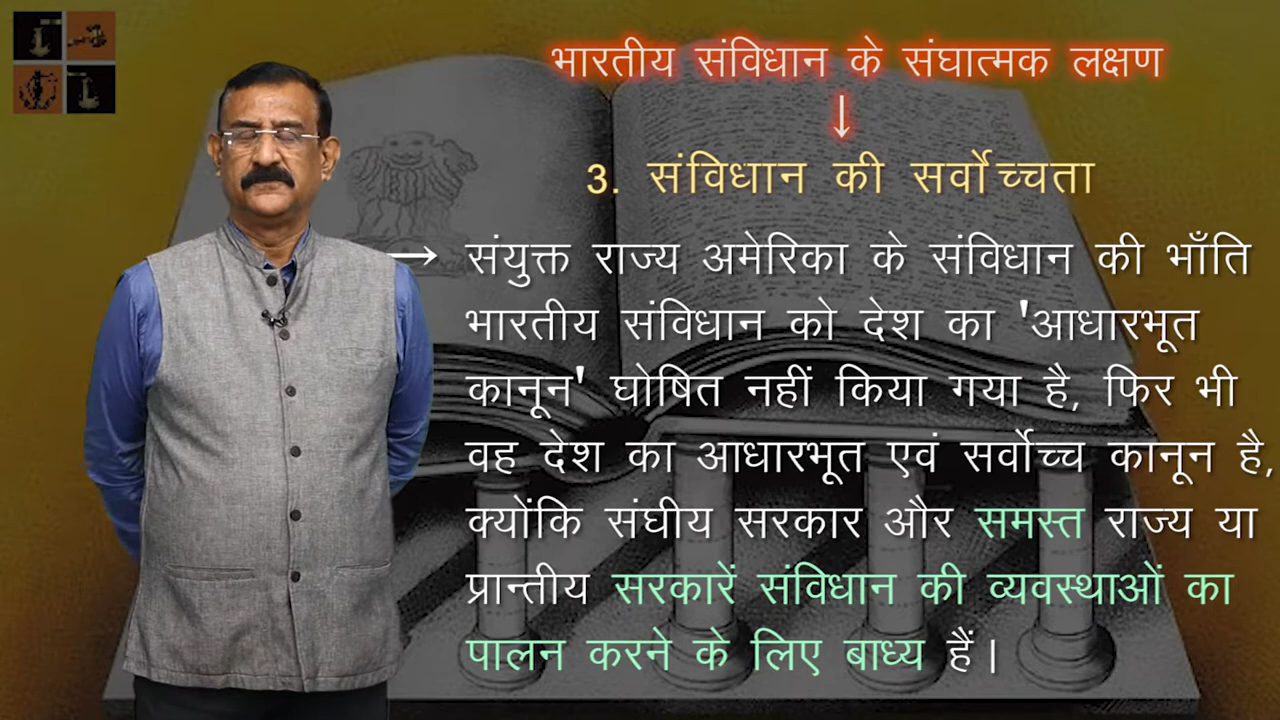 भारतीय संविधान के संघात्मक लक्षण
↓
3. संविधान की सर्वोच्चता
→ संयुक्त राज्य अमेरिका के संविधान की भाँति
भारतीय संविधान को देश का 'आधारभूत
कानून' घोषित नहीं किया गया है, फिर भी
वह देश का आधारभूत एवं सर्वोच्च कानून है,
क्योंकि संघीय सरकार और समस्त राज्य या
प्रान्तीय सरकारें संविधान की व्यवस्थाओं का
पालन करने के लिए बाध्य हैं।